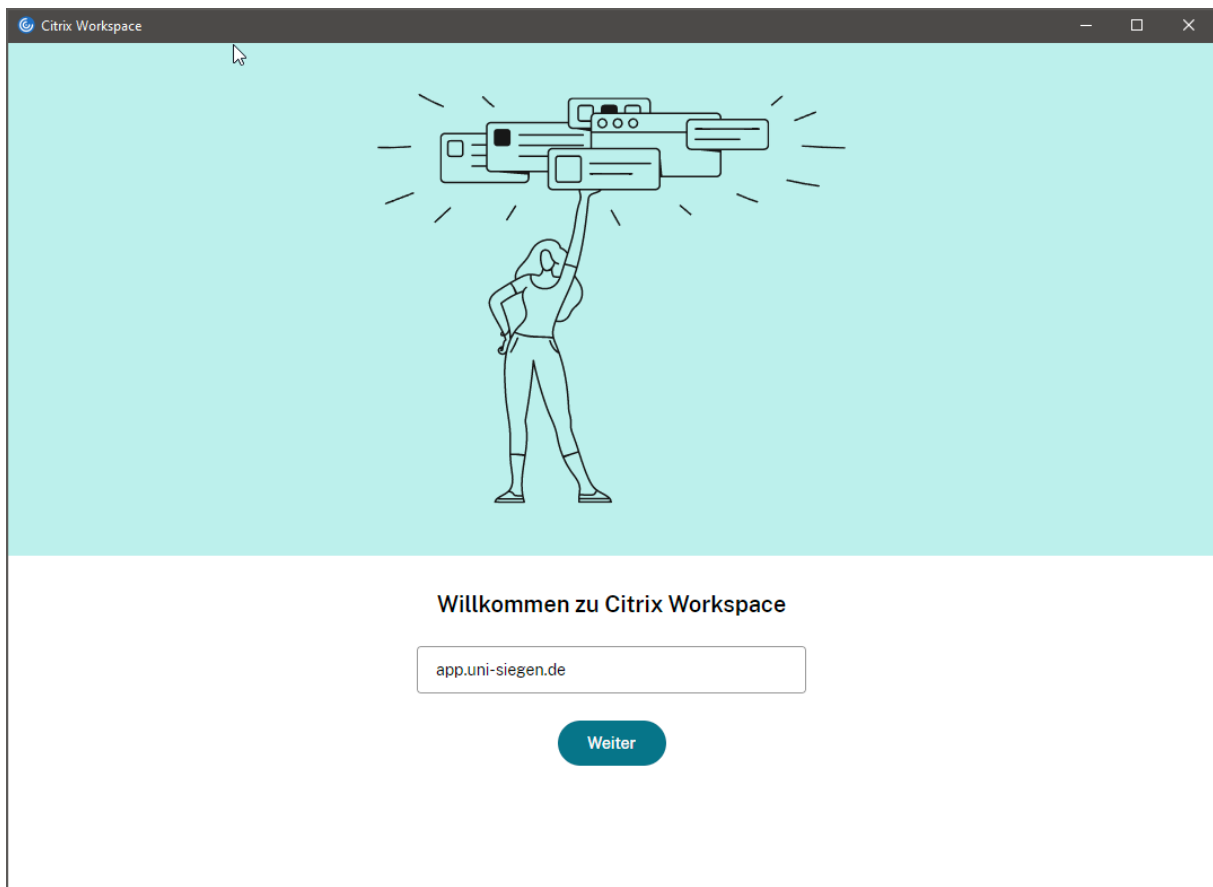 Citrix Workspace
Willkommen zu Citrix Workspace
app.uni-siegen.de
Weiter